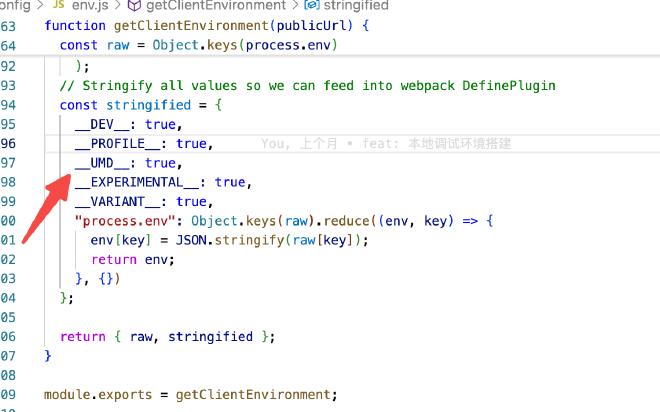 onfig > JS env.js > getClientEnvironment > stringified
63 function getClientEnvironment(publicUrl) {
64 const raw = Object.keys(process.env)
92 );
93 // Stringify all values so we can feed into webpack DefinePlugin
94 const stringified = {
95 __DEV__: true,
96 __PROFILE__: true, You, 上个月 • feat: 本地调试环境搭建
97 __UMD__: true,
98 __EXPERIMENTAL__: true,
99 __VARIANT__: true,
00 "process.env": Object.keys(raw).reduce((env, key) => {
01 env[key] = JSON.stringify(raw[key]);
02 return env;
03 }, {})
04 };
05
06 return { raw, stringified };
07 }
08
09 module.exports = getClientEnvironment;
10